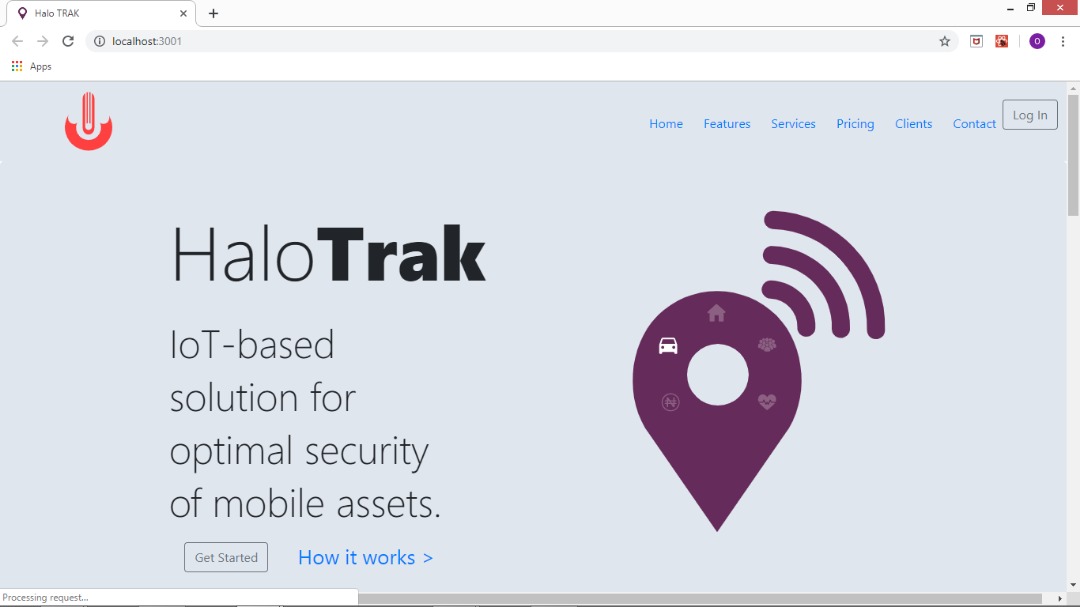 Halo TRAK
localhost:3001
O
Apps
Home Features Services Pricing Clients Contact Log In
HaloTrak
IoT-based
solution for
optimal security
of mobile assets.
Get Started How it works >
Processing request...